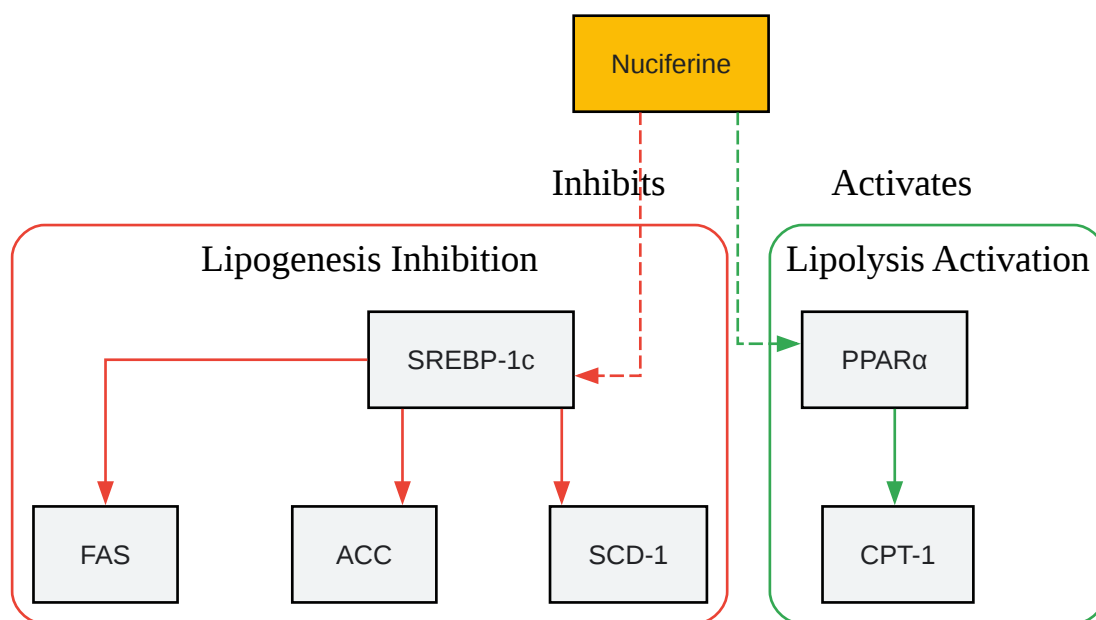 Nuciferine
Inhibits
Activates
Lipogenesis Inhibition
Lipolysis Activation
SREBP-1c
PPARα
FAS
ACC
SCD-1
CPT-1